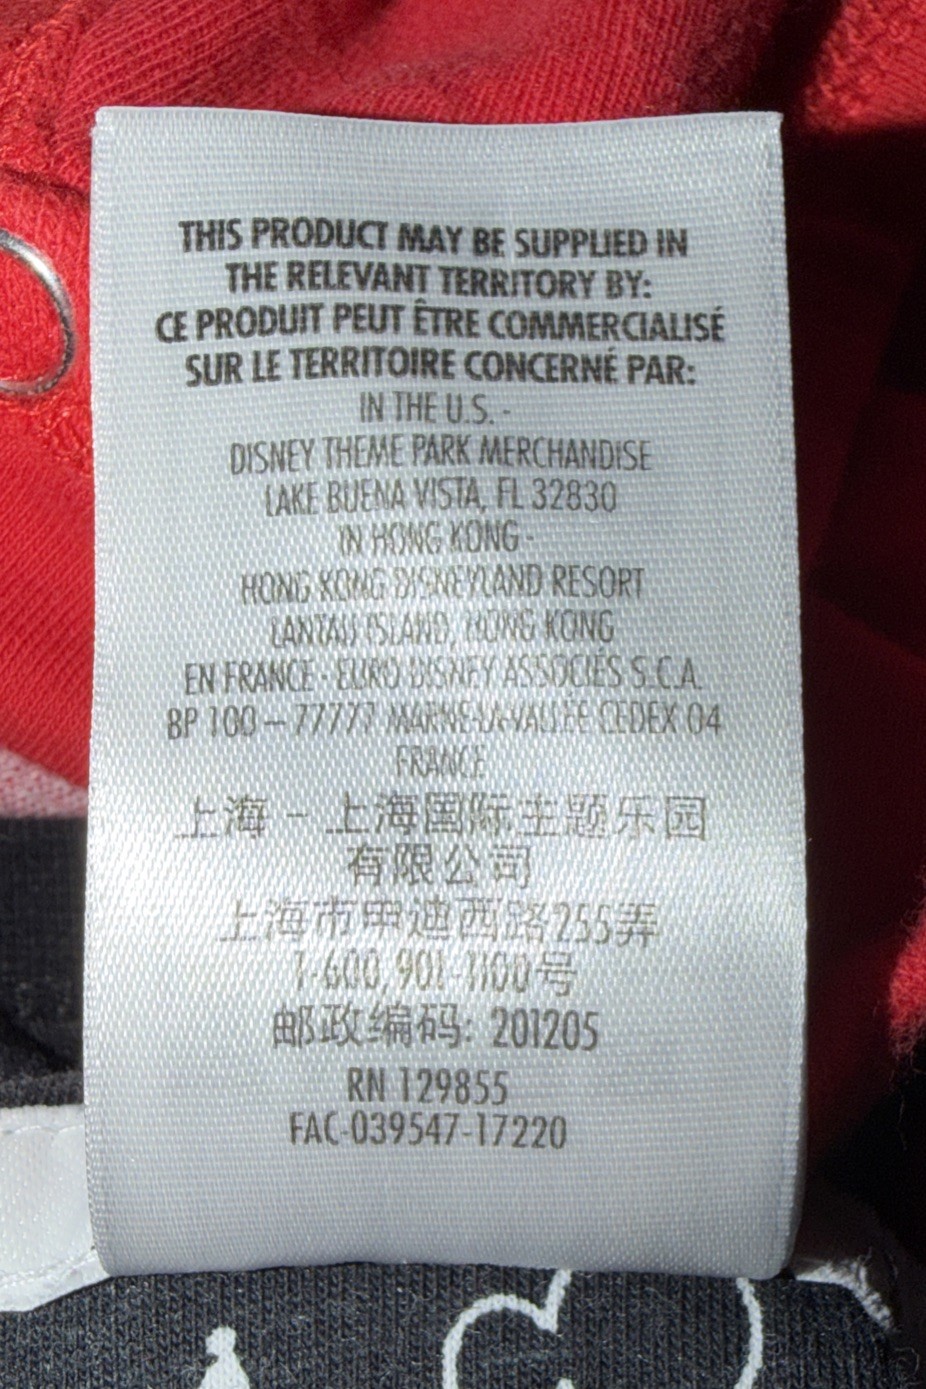 THIS PRODUCT MAY BE SUPPLIED IN
THE RELEVANT TERRITORY BY:
CE PRODUIT PEUT ÊTRE COMMERCIALISÉ
SUR LE TERRITOIRE CONCERNÉ PAR:
IN THE U.S. -
DISNEY THEME PARK MERCHANDISE
LAKE BUENA VISTA, FL 32830
IN HONG KONG -
HONG KONG DISNEYLAND RESORT
LANTAU ISLAND, HONG KONG
EN FRANCE - EURO DISNEY ASSOCIÉS S.C.A.
BP 100 – 77777 MARNE-LA-VALLÉE CEDEX 04
FRANCE
上海 - 上海国际主题乐园
有限公司
上海市申迪西路255弄
1-600, 901-1100号
邮政编码: 201205
RN 129855
FAC-039547-17220